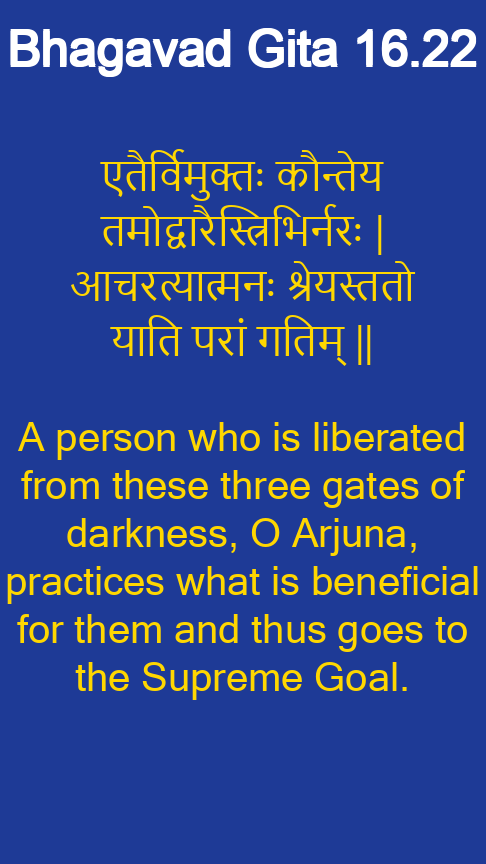 Bhagavad Gita 16.22
एतैर्विमुक्तः कौन्तेय
तमोद्वारैस्त्रिभिर्नरः |
आचरत्यात्मनः श्रेयस्ततो
याति परां गतिम् ||
A person who is liberated
from these three gates of
darkness, O Arjuna,
practices what is beneficial
for them and thus goes to
the Supreme Goal.